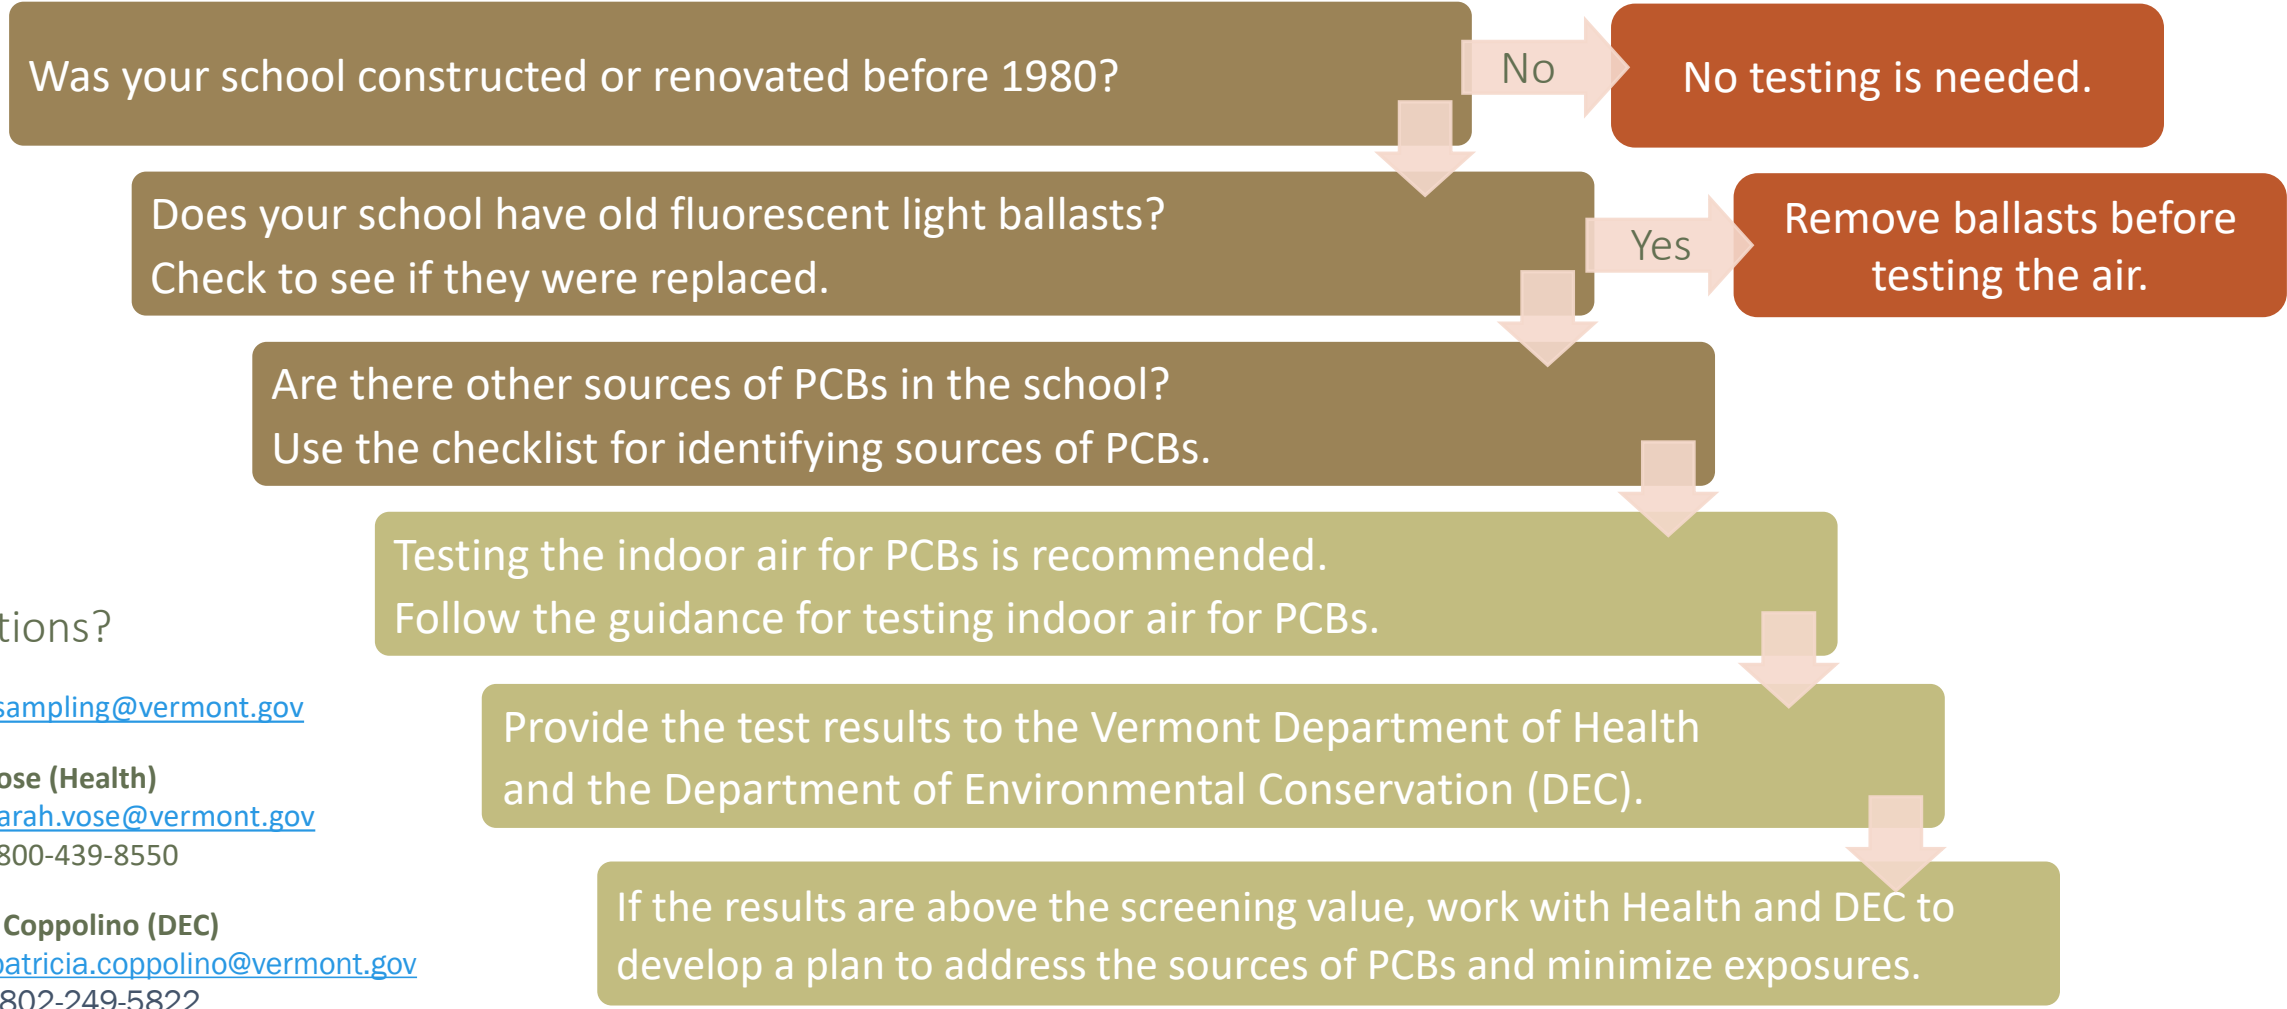 Was your school constructed or renovated before 1980?
No
No testing is needed.
Does your school have old fluorescent light ballasts?
Check to see if they were replaced.
Yes
Remove ballasts before
testing the air.
Are there other sources of PCBs in the school?
Use the checklist for identifying sources of PCBs.
Testing the indoor air for PCBs is recommended.
Follow the guidance for testing indoor air for PCBs.
Provide the test results to the Vermont Department of Health
and the Department of Environmental Conservation (DEC).
If the results are above the screening value, work with Health and DEC to
develop a plan to address the sources of PCBs and minimize exposures.
tions?
sampling@vermont.gov
ose (Health)
arah.vose@vermont.gov
800-439-8550
Coppolino (DEC)
patricia.coppolino@vermont.gov
802-249-5822